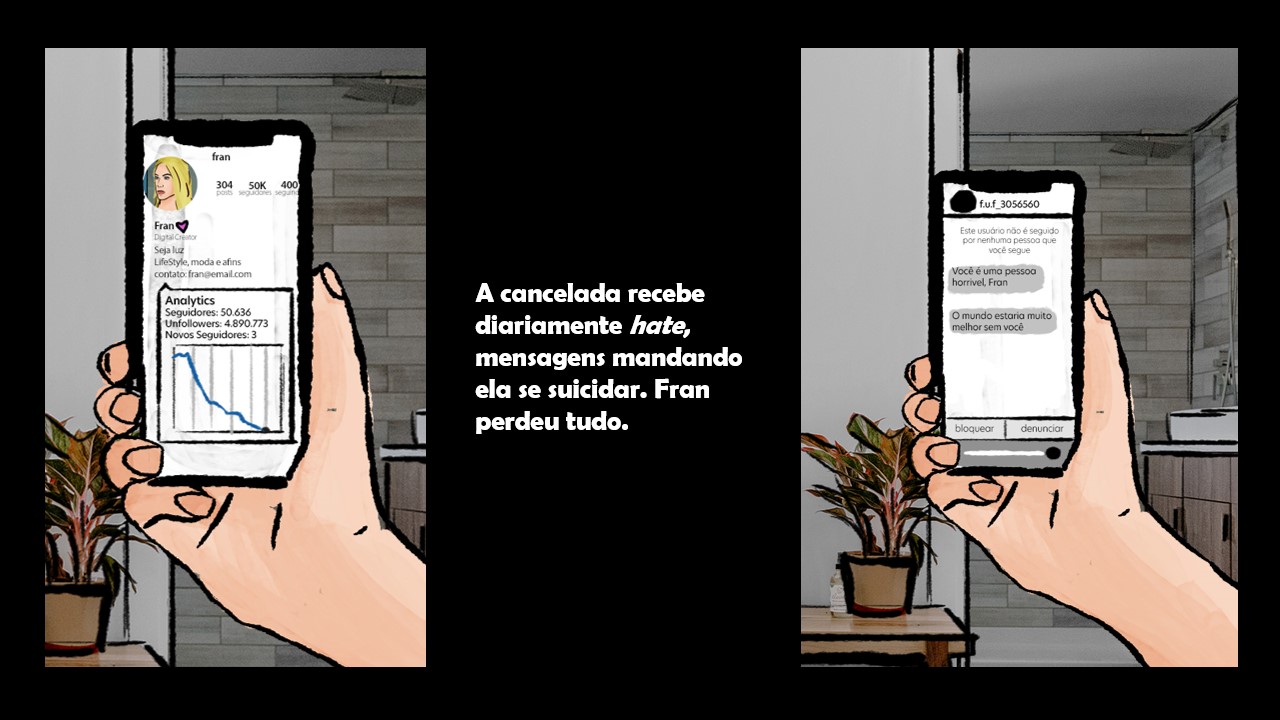 fran
304 50K 400
posts seguidores seguind
Fran
Digital Creator
Seja luz
LifeStyle, moda e afins
contato: fran@email.com
Analytics
Seguidores: 50.636
Unfollowers: 4.890.773
Novos Seguidores: 3
A cancelada recebe
diariamente hate,
mensagens mandando
ela se suicidar. Fran
perdeu tudo.
f.u.f_3056560
Este usuário não é seguido
por nenhuma pessoa que
você segue
Você é uma pessoa
horrivel, Fran
O mundo estaria muito
melhor sem você
bloquear denunciar